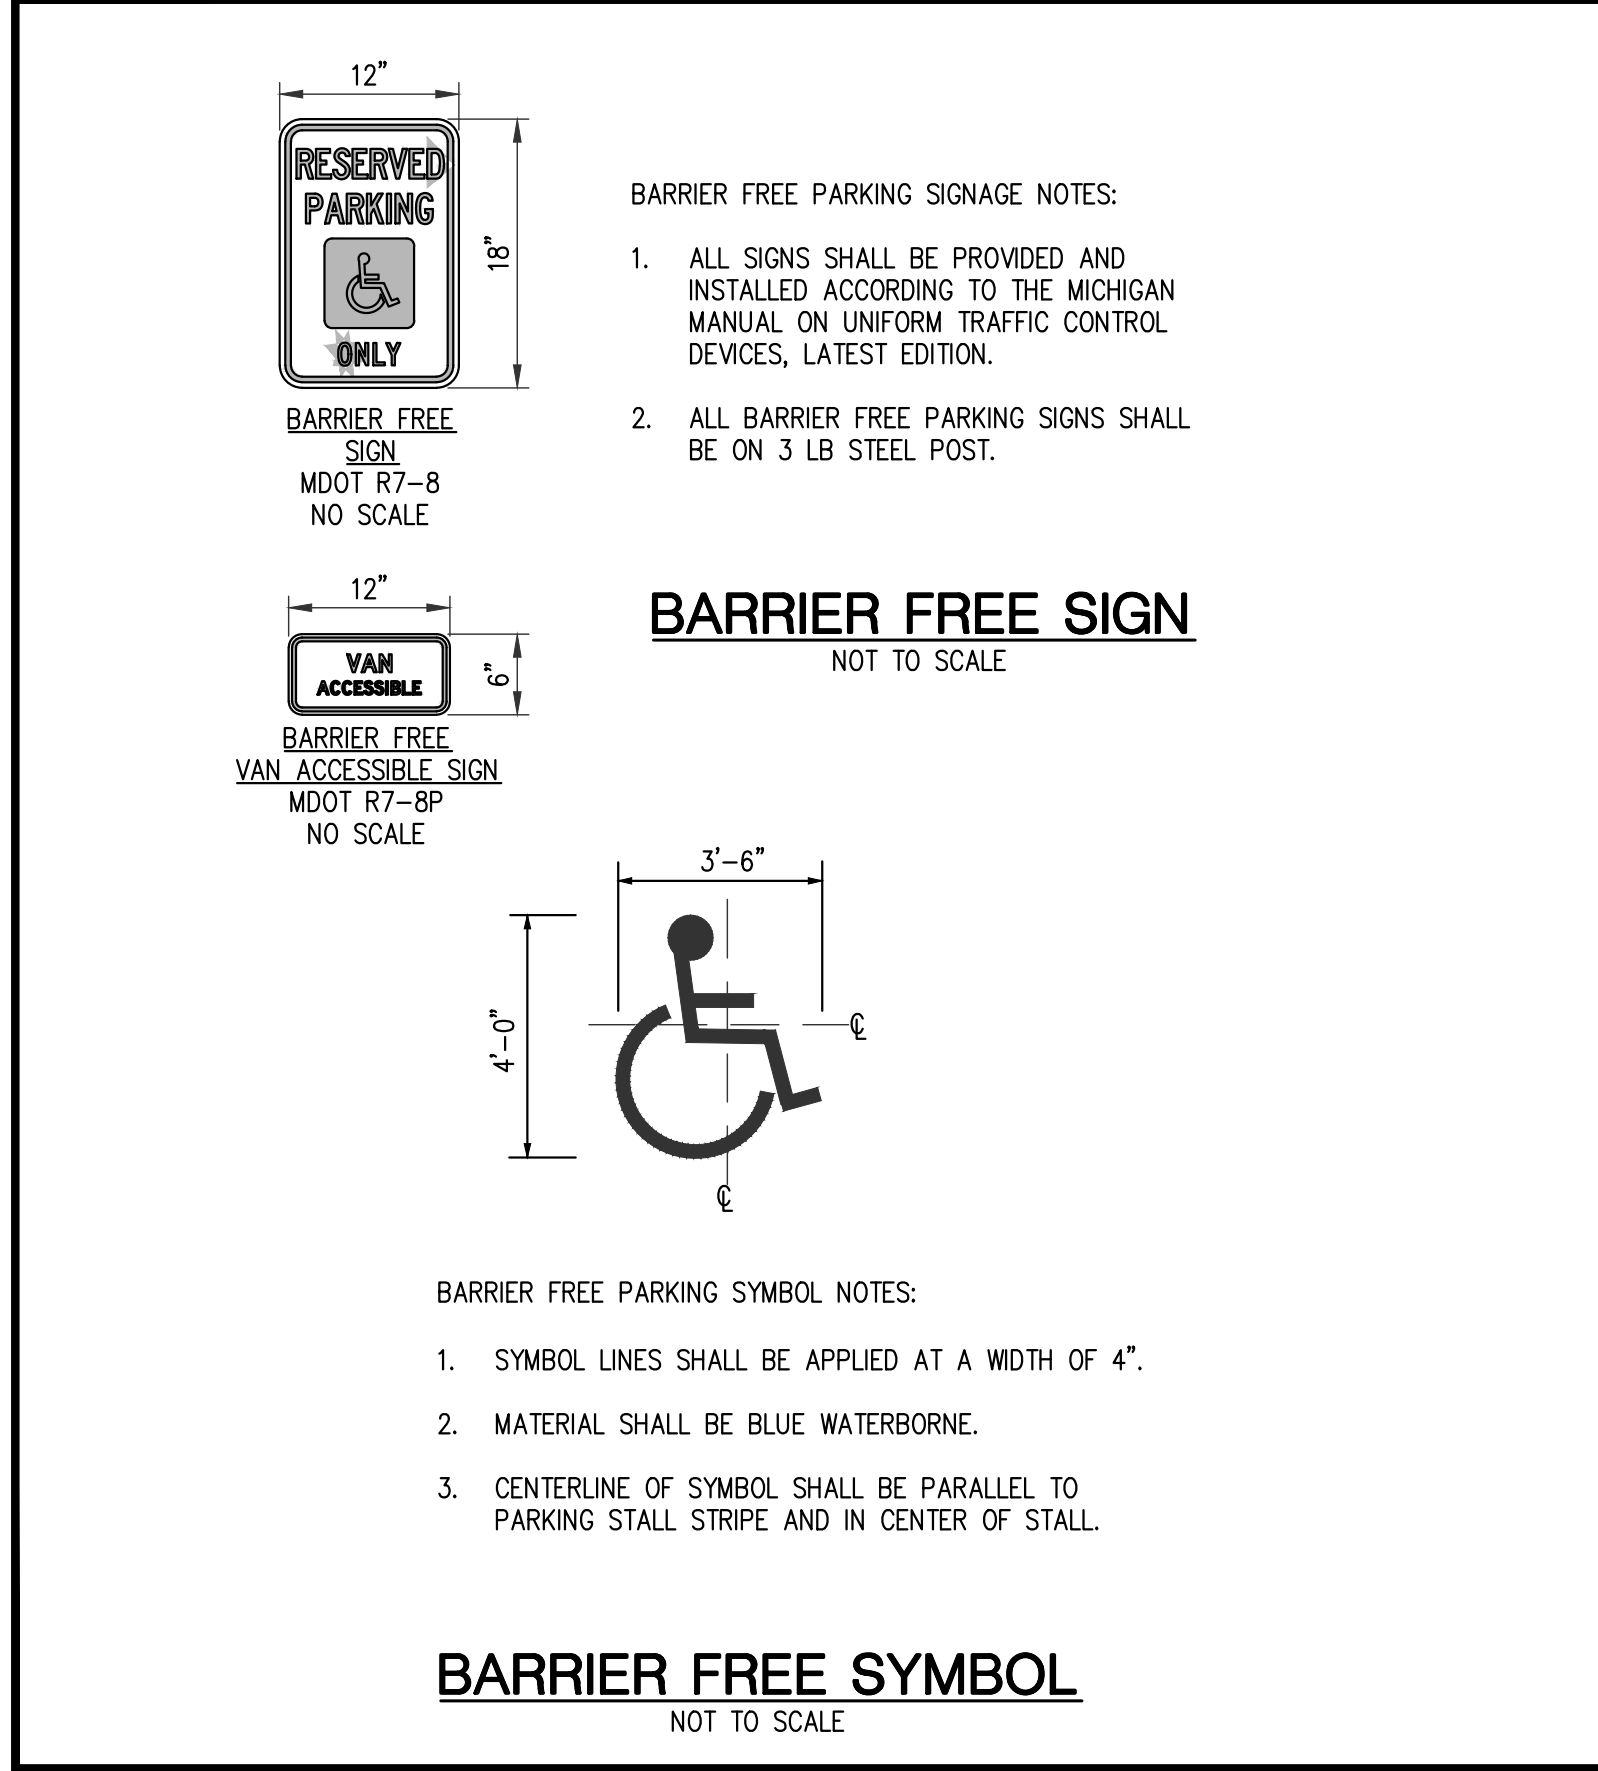 12”
RESERVED
PARKING
ONLY
18”
BARRIER FREE
SIGN
MDOT R7–8
NO SCALE
BARRIER FREE PARKING SIGNAGE NOTES:
1. ALL SIGNS SHALL BE PROVIDED AND
INSTALLED ACCORDING TO THE MICHIGAN
MANUAL ON UNIFORM TRAFFIC CONTROL
DEVICES, LATEST EDITION.
2. ALL BARRIER FREE PARKING SIGNS SHALL
BE ON 3 LB STEEL POST.
12”
VAN
ACCESSIBLE
6”
BARRIER FREE
VAN ACCESSIBLE SIGN
MDOT R7–8P
NO SCALE
BARRIER FREE SIGN
NOT TO SCALE
3’–6”
4’–0”
℄
℄
BARRIER FREE PARKING SYMBOL NOTES:
1. SYMBOL LINES SHALL BE APPLIED AT A WIDTH OF 4”.
2. MATERIAL SHALL BE BLUE WATERBORNE.
3. CENTERLINE OF SYMBOL SHALL BE PARALLEL TO
PARKING STALL STRIPE AND IN CENTER OF STALL.
BARRIER FREE SYMBOL
NOT TO SCALE